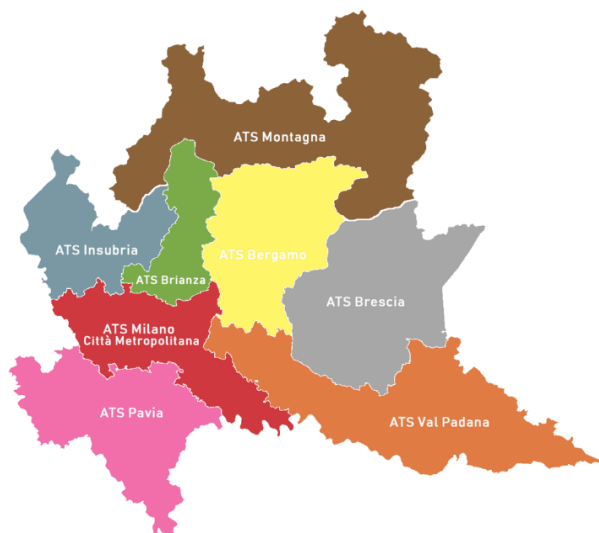 ATS Montagna
ATS Insubria
ATS Bergamo
ATS Brianza
ATS Brescia
ATS Milano
Città Metropolitana
ATS Pavia
ATS Val Padana